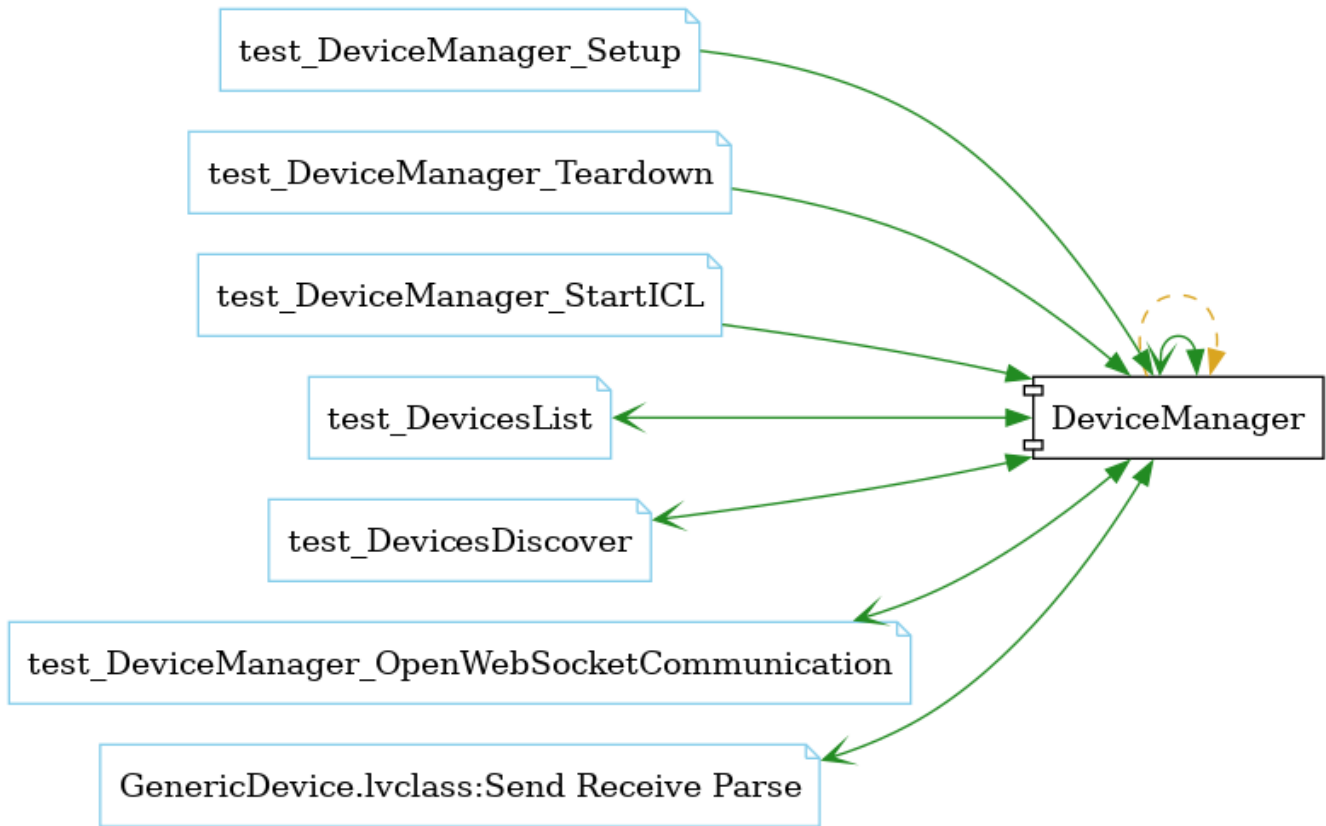 test_DeviceManager_Setup
test_DeviceManager_Teardown
test_DeviceManager_StartICL
test_DevicesList
DeviceManager
test_DevicesDiscover
test_DeviceManager_OpenWebSocketCommunication
GenericDevice.lvclass:Send Receive Parse